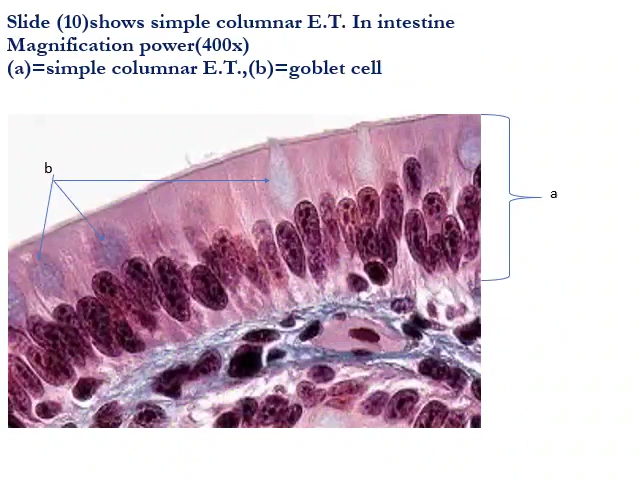 Slide (10)shows simple columnar E.T. In intestine
Magnification power(400x)
(a)=simple columnar E.T.,(b)=goblet cell
b
a